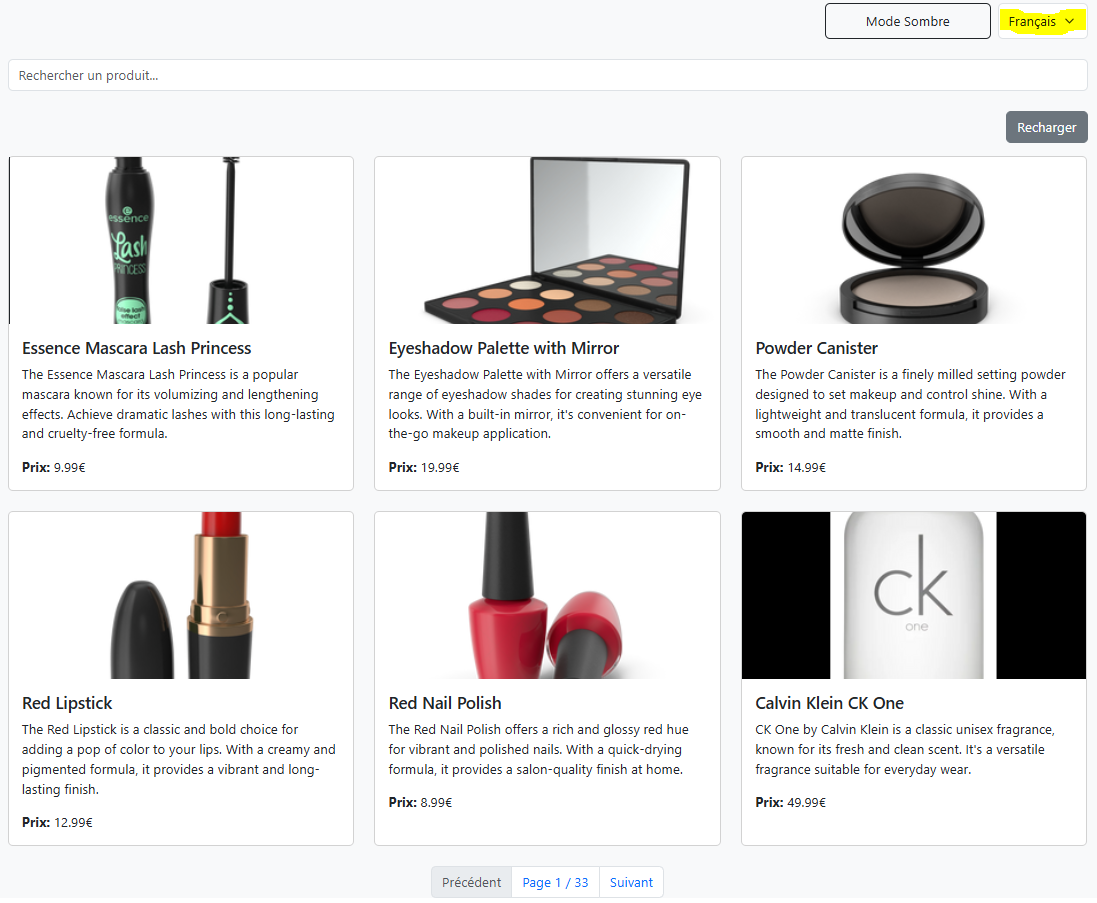 Mode Sombre
Français
Rechercher un produit...
Recharger
essence
Lash
PRINCESS
false lash
effect
Essence Mascara Lash Princess
The Essence Mascara Lash Princess is a popular
mascara known for its volumizing and lengthening
effects. Achieve dramatic lashes with this long-lasting
and cruelty-free formula.
Prix: 9.99€
Eyeshadow Palette with Mirror
The Eyeshadow Palette with Mirror offers a versatile
range of eyeshadow shades for creating stunning eye
looks. With a built-in mirror, it's convenient for on-
the-go makeup application.
Prix: 19.99€
Powder Canister
The Powder Canister is a finely milled setting powder
designed to set makeup and control shine. With a
lightweight and translucent formula, it provides a
smooth and matte finish.
Prix: 14.99€
Red Lipstick
The Red Lipstick is a classic and bold choice for
adding a pop of color to your lips. With a creamy and
pigmented formula, it provides a vibrant and long-
lasting finish.
Prix: 12.99€
Red Nail Polish
The Red Nail Polish offers a rich and glossy red hue
for vibrant and polished nails. With a quick-drying
formula, it provides a salon-quality finish at home.
Prix: 8.99€
ck
one
Calvin Klein CK One
CK One by Calvin Klein is a classic unisex fragrance,
known for its fresh and clean scent. It's a versatile
fragrance suitable for everyday wear.
Prix: 49.99€
Précédent
Page 1 / 33
Suivant